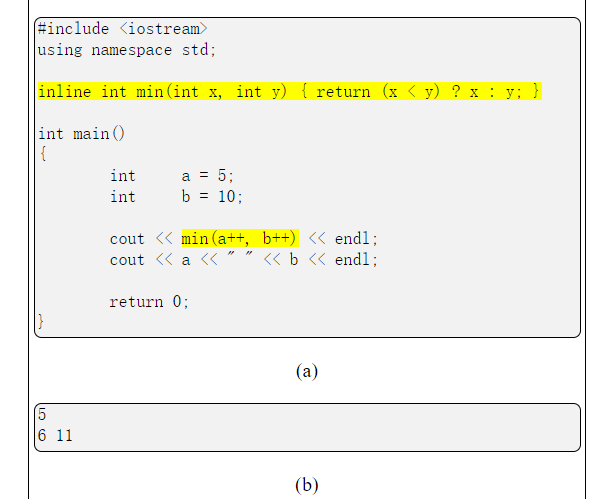 #include <iostream>
using namespace std;
inline int min(int x, int y) { return (x < y) ? x : y; }
int main()
{
int a = 5;
int b = 10;
cout << min(a++, b++) << endl;
cout << a << " " << b << endl;
return 0;
}
(a)
5
6 11
(b)